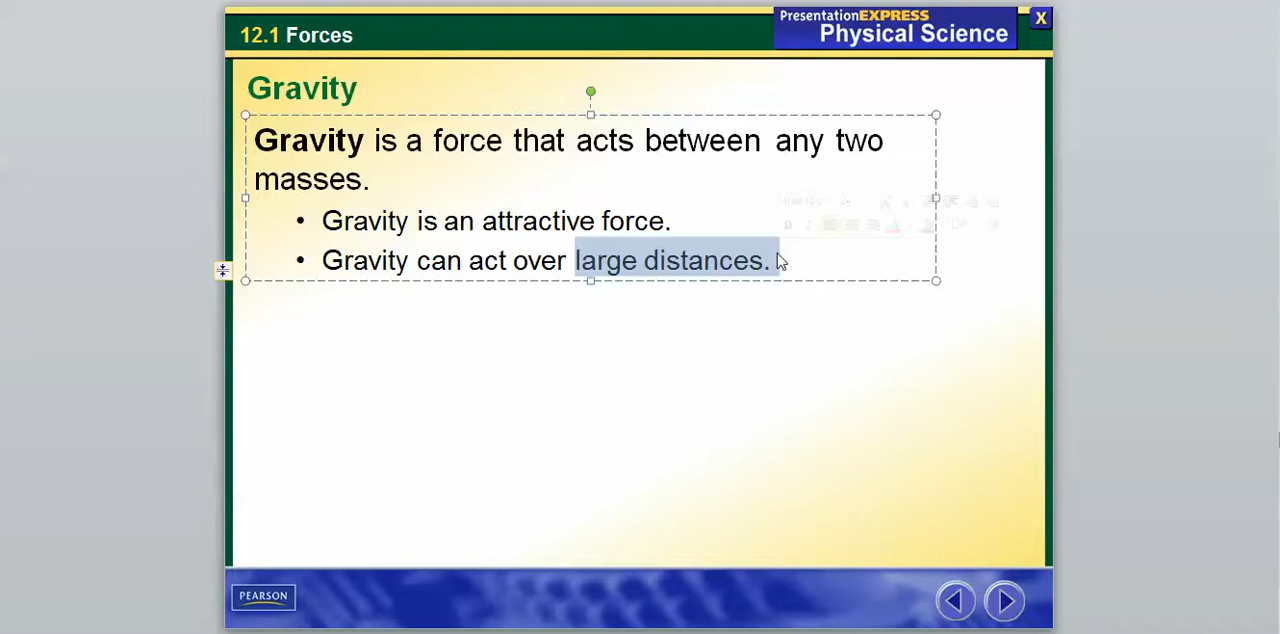 PresentationEXPRESS
Physical Science
X
12.1 Forces
Gravity
Gravity is a force that acts between any two
masses.
• Gravity is an attractive force.
• Gravity can act over large distances.
PEARSON